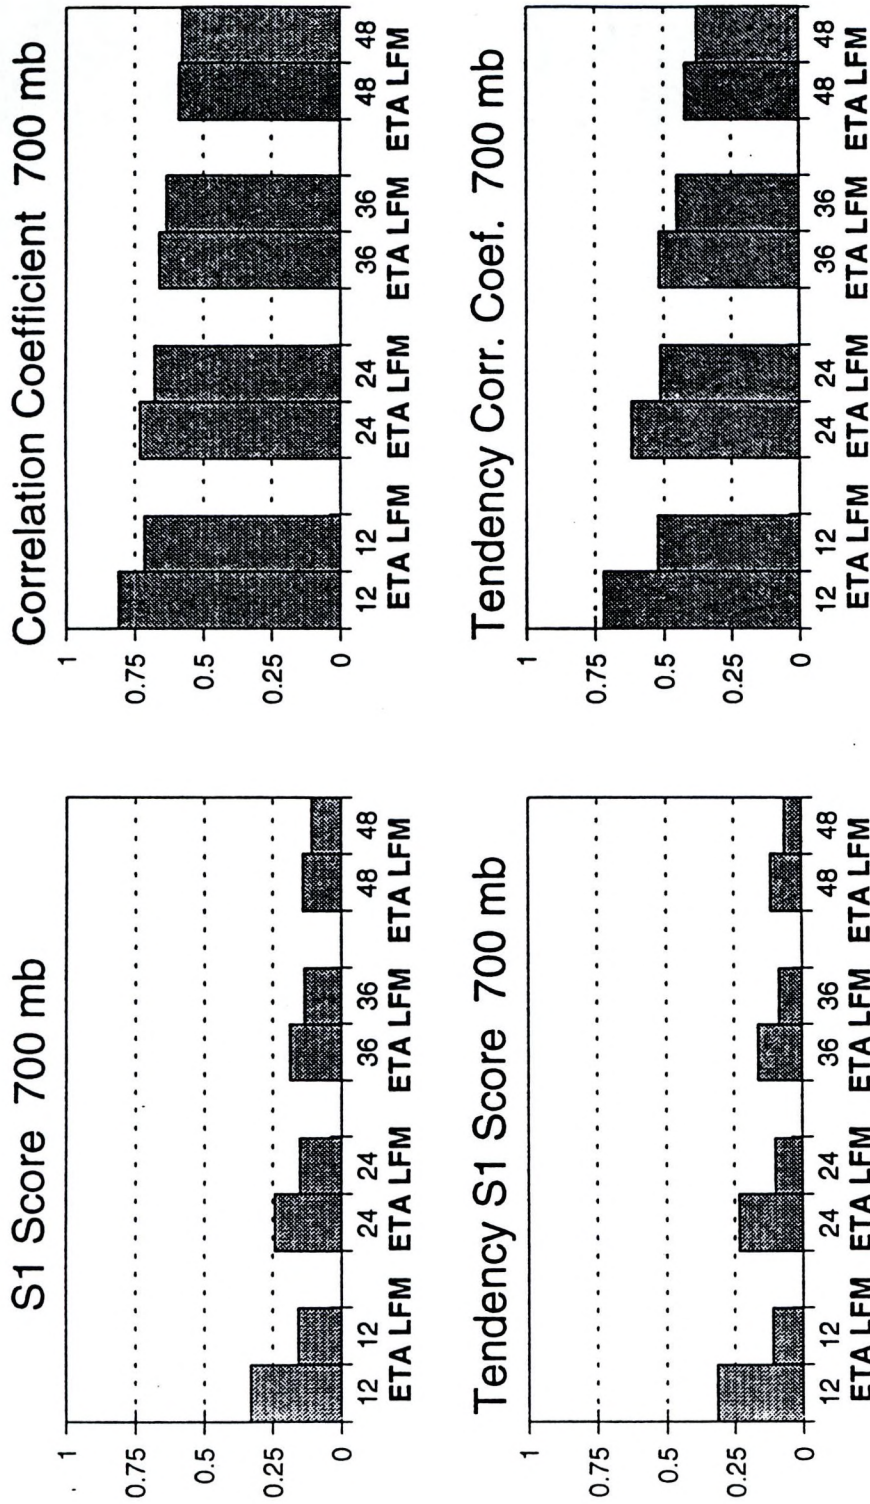 S1 Score 700 mb
1
0.75
0.5
0.25
0
12 12 24 24 36 36 48 48
ETA LFM ETA LFM ETA LFM ETA LFM
Correlation Coefficient 700 mb
1
0.75
0.5
0.25
0
12 12 24 24 36 36 48 48
ETA LFM ETA LFM ETA LFM ETA LFM
Tendency S1 Score 700 mb
1
0.75
0.5
0.25
0
12 12 24 24 36 36 48 48
ETA LFM ETA LFM ETA LFM ETA LFM
Tendency Corr. Coef. 700 mb
1
0.75
0.5
0.25
0
12 12 24 24 36 36 48 48
ETA LFM ETA LFM ETA LFM ETA LFM